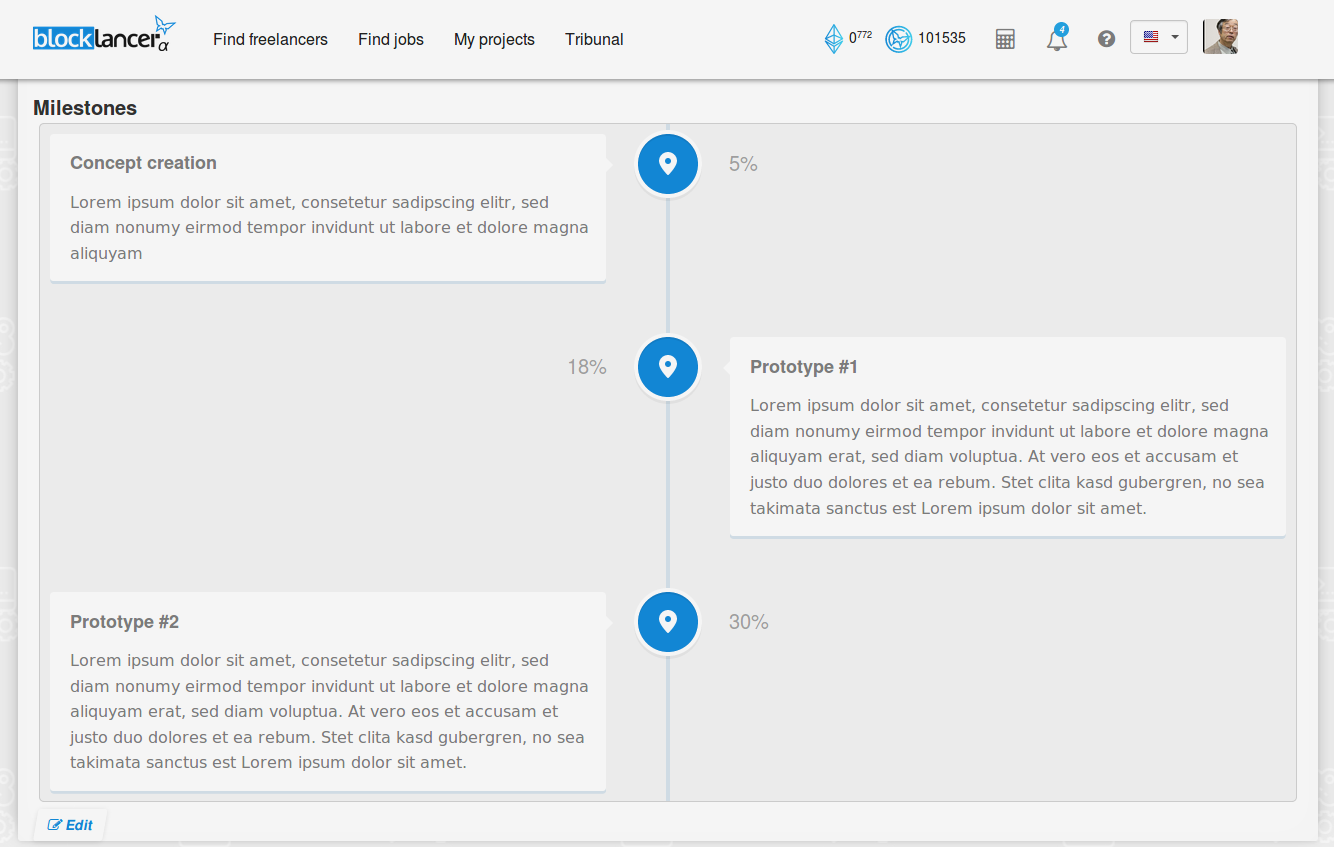 blocklancer α Find freelancers Find jobs My projects Tribunal 0⁷⁷² 101535 4
Milestones
Concept creation
5%
Lorem ipsum dolor sit amet, consetetur sadipscing elitr, sed
diam nonumy eirmod tempor invidunt ut labore et dolore magna
aliquyam
18%
Prototype #1
Lorem ipsum dolor sit amet, consetetur sadipscing elitr, sed
diam nonumy eirmod tempor invidunt ut labore et dolore magna
aliquyam erat, sed diam voluptua. At vero eos et accusam et
justo duo dolores et ea rebum. Stet clita kasd gubergren, no sea
takimata sanctus est Lorem ipsum dolor sit amet.
Prototype #2
30%
Lorem ipsum dolor sit amet, consetetur sadipscing elitr, sed
diam nonumy eirmod tempor invidunt ut labore et dolore magna
aliquyam erat, sed diam voluptua. At vero eos et accusam et
justo duo dolores et ea rebum. Stet clita kasd gubergren, no sea
takimata sanctus est Lorem ipsum dolor sit amet.
Edit